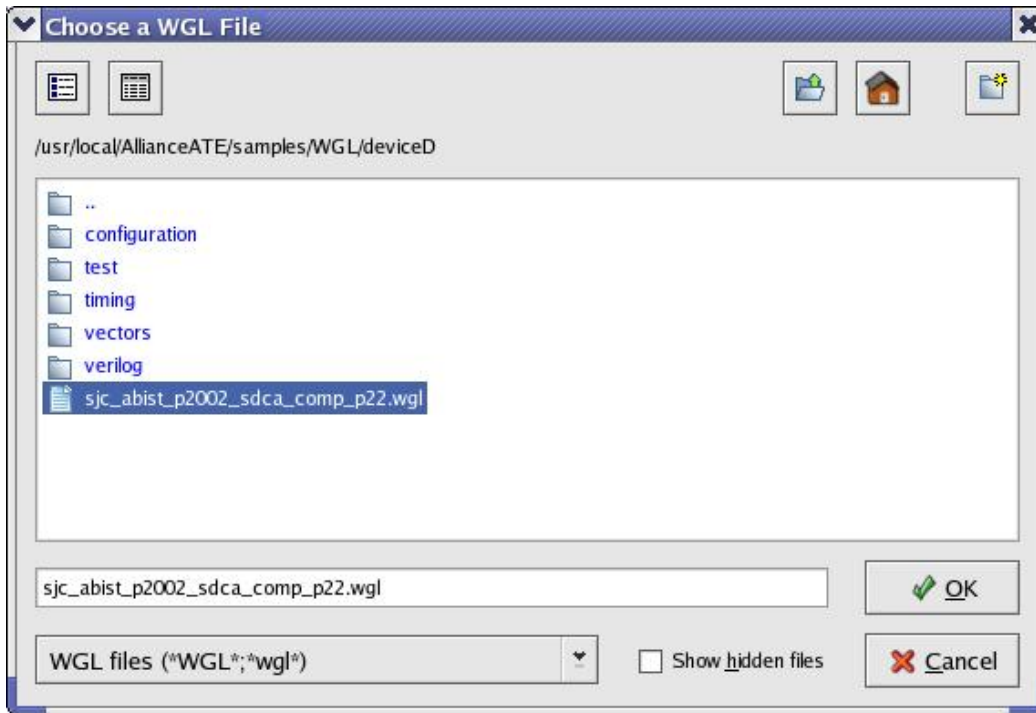 Choose a WGL File
/usr/local/AllianceATE/samples/WGL/deviceD
..
configuration
test
timing
vectors
verilog
sjc_abist_p2002_sdca_comp_p22.wgl
sjc_abist_p2002_sdca_comp_p22.wgl
OK
WGL files (*WGL*;*wgl*)
Show hidden files
Cancel